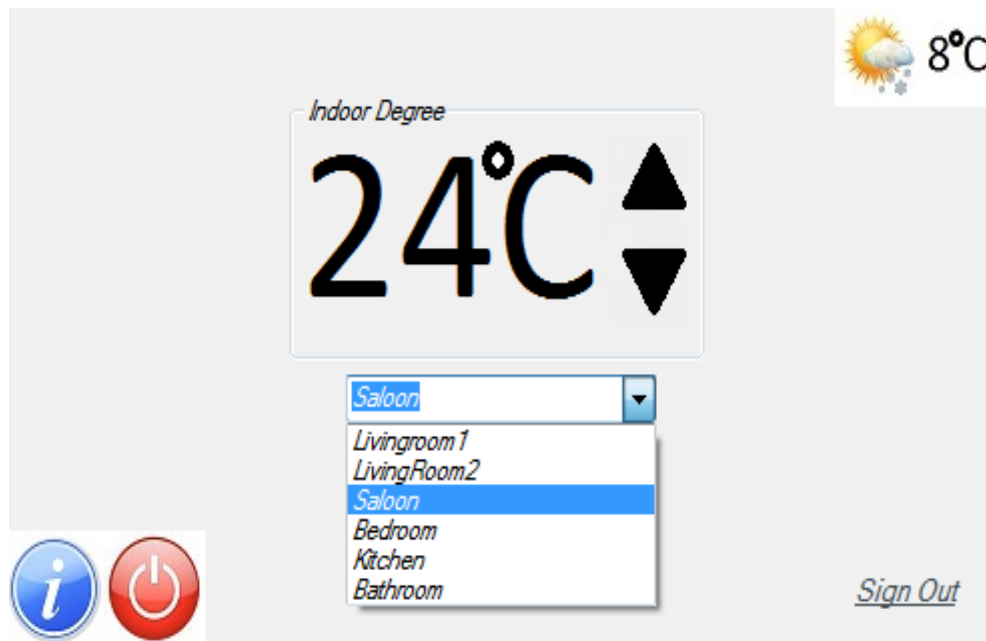 8°C
Indoor Degree
24°C
Saloon
Livingroom1
LivingRoom2
Saloon
Bedroom
Kitchen
Bathroom
i
Sign Out